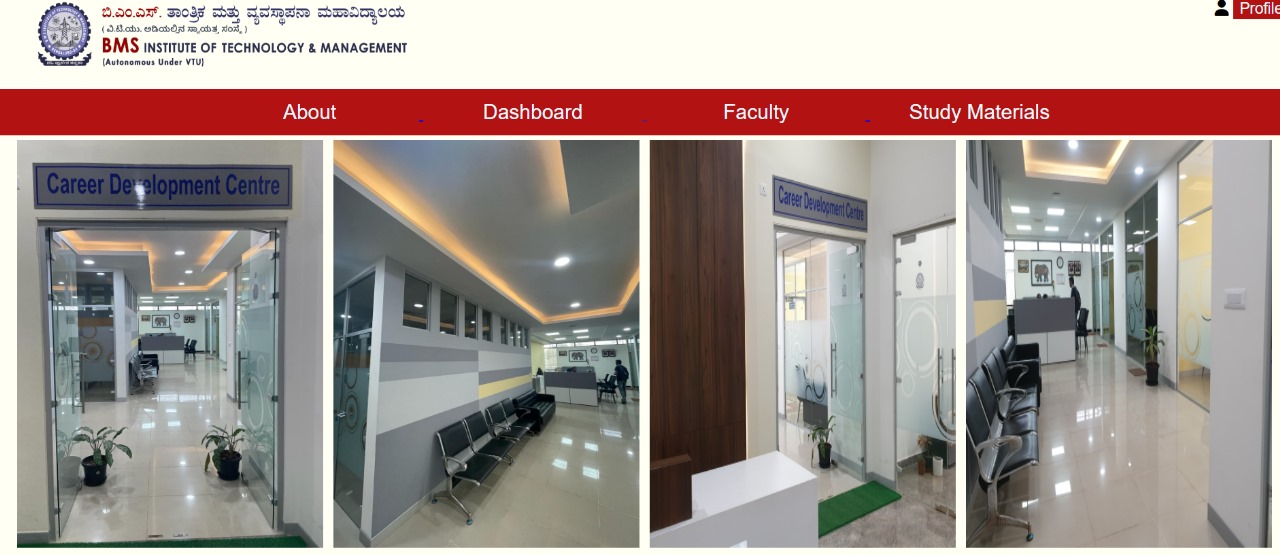 ಬಿ.ಎಂ.ಎಸ್. ತಾಂತ್ರಿಕ ಮತ್ತು ವ್ಯವಸ್ಥಾಪನಾ ಮಹಾವಿದ್ಯಾಲಯ
( ವಿ.ಟಿ.ಯು. ಅಡಿಯಲ್ಲಿನ ಸ್ವಾಯತ್ತ ಸಂಸ್ಥೆ )
BMS INSTITUTE OF TECHNOLOGY & MANAGEMENT
(Autonomous Under VTU)
Profile
About
Dashboard
Faculty
Study Materials
Career Development Centre
Career Development Centre